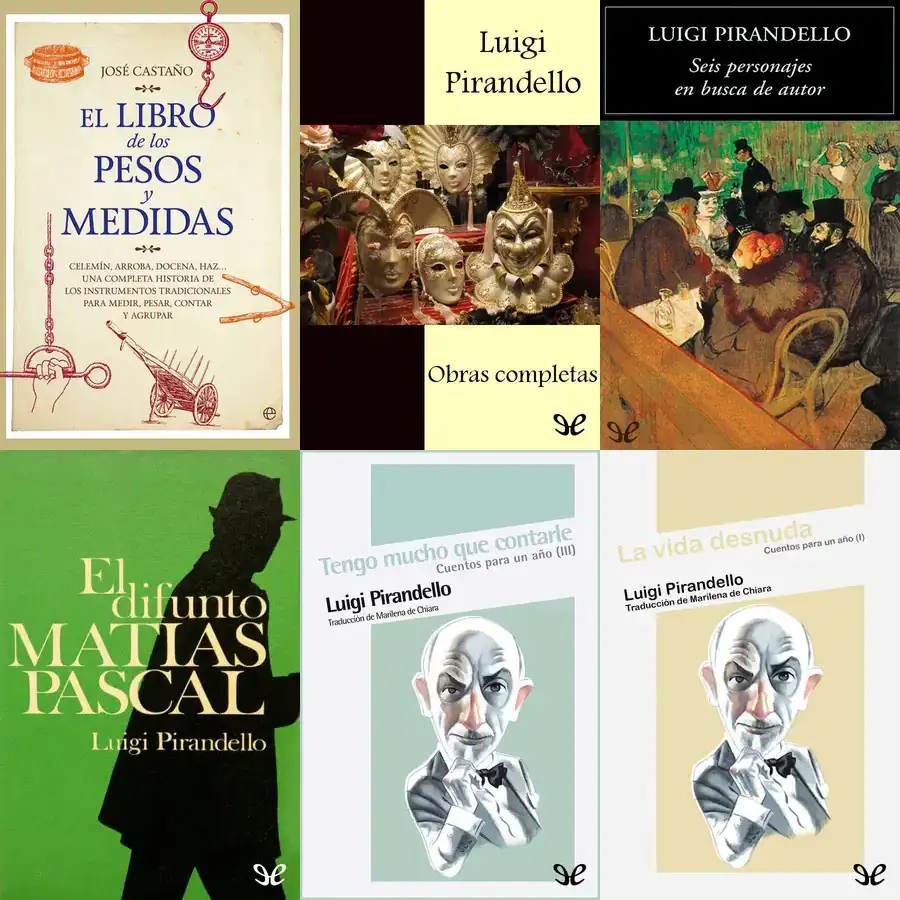 JOSÉ CASTAÑO
EL LIBRO
de los
PESOS
y
MEDIDAS
CELEMÍN, ARROBA, DOCENA, HAZ...
UNA COMPLETA HISTORIA DE
LOS INSTRUMENTOS TRADICIONALES
PARA MEDIR, PESAR, CONTAR
Y AGRUPAR
Luigi
Pirandello
Obras completas
LUIGI PIRANDELLO
Seis personajes
en busca de autor
El
difunto
MATIAS
PASCAL
Luigi Pirandello
Tengo mucho que contarle
Cuentos para un año (III)
Luigi Pirandello
Traducción de Marilena de Chiara
La vida desnuda
Cuentos para un año (I)
Luigi Pirandello
Traducción de Marilena de Chiara